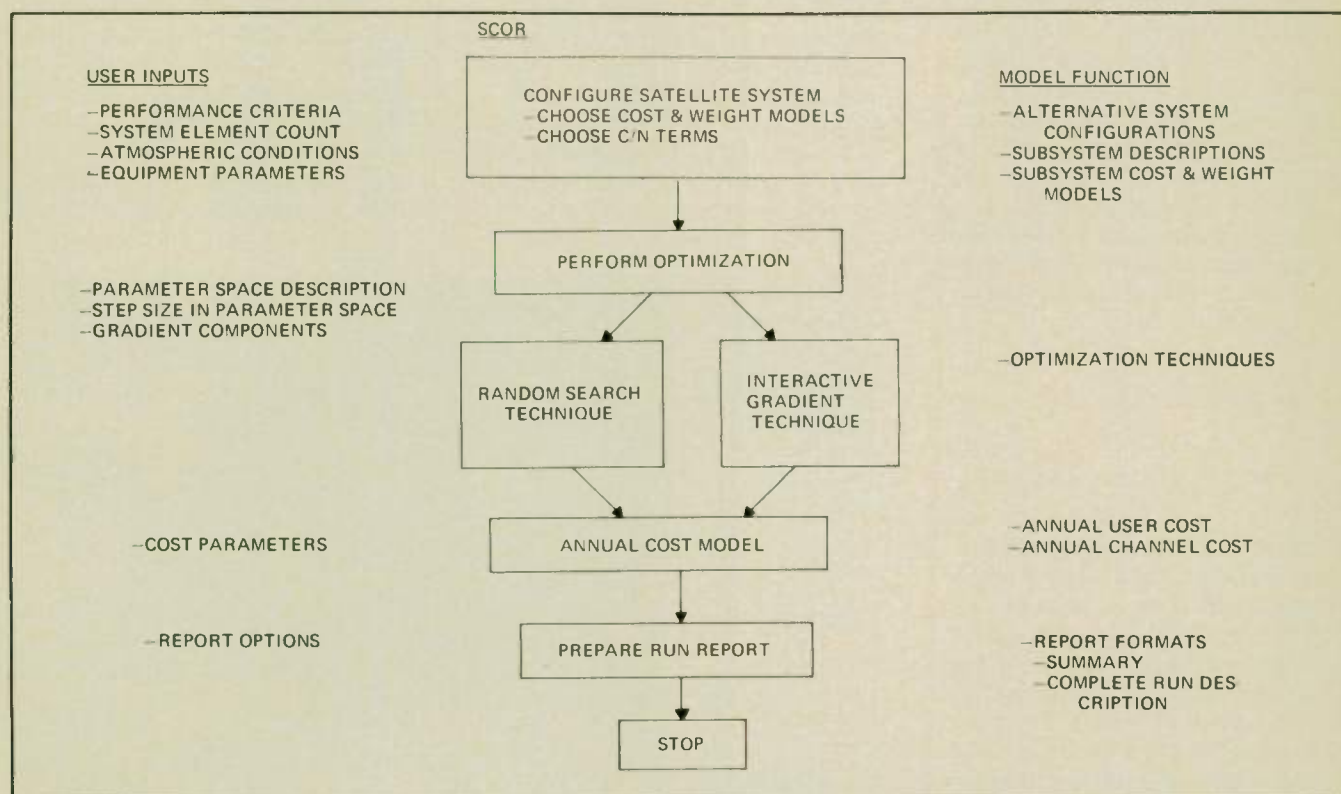 SCOR
USER INPUTS
–PERFORMANCE CRITERIA
–SYSTEM ELEMENT COUNT
–ATMOSPHERIC CONDITIONS
–EQUIPMENT PARAMETERS
CONFIGURE SATELLITE SYSTEM
–CHOOSE COST & WEIGHT MODELS
–CHOOSE C/N TERMS
MODEL FUNCTION
–ALTERNATIVE SYSTEM
CONFIGURATIONS
–SUBSYSTEM DESCRIPTIONS
–SUBSYSTEM COST & WEIGHT
MODELS
PERFORM OPTIMIZATION
–PARAMETER SPACE DESCRIPTION
–STEP SIZE IN PARAMETER SPACE
–GRADIENT COMPONENTS
RANDOM SEARCH
TECHNIQUE
INTERACTIVE
GRADIENT
TECHNIQUE
–OPTIMIZATION TECHNIQUES
–COST PARAMETERS
ANNUAL COST MODEL
–ANNUAL USER COST
–ANNUAL CHANNEL COST
–REPORT OPTIONS
PREPARE RUN REPORT
–REPORT FORMATS
–SUMMARY
–COMPLETE RUN DES
CRIPTION
STOP